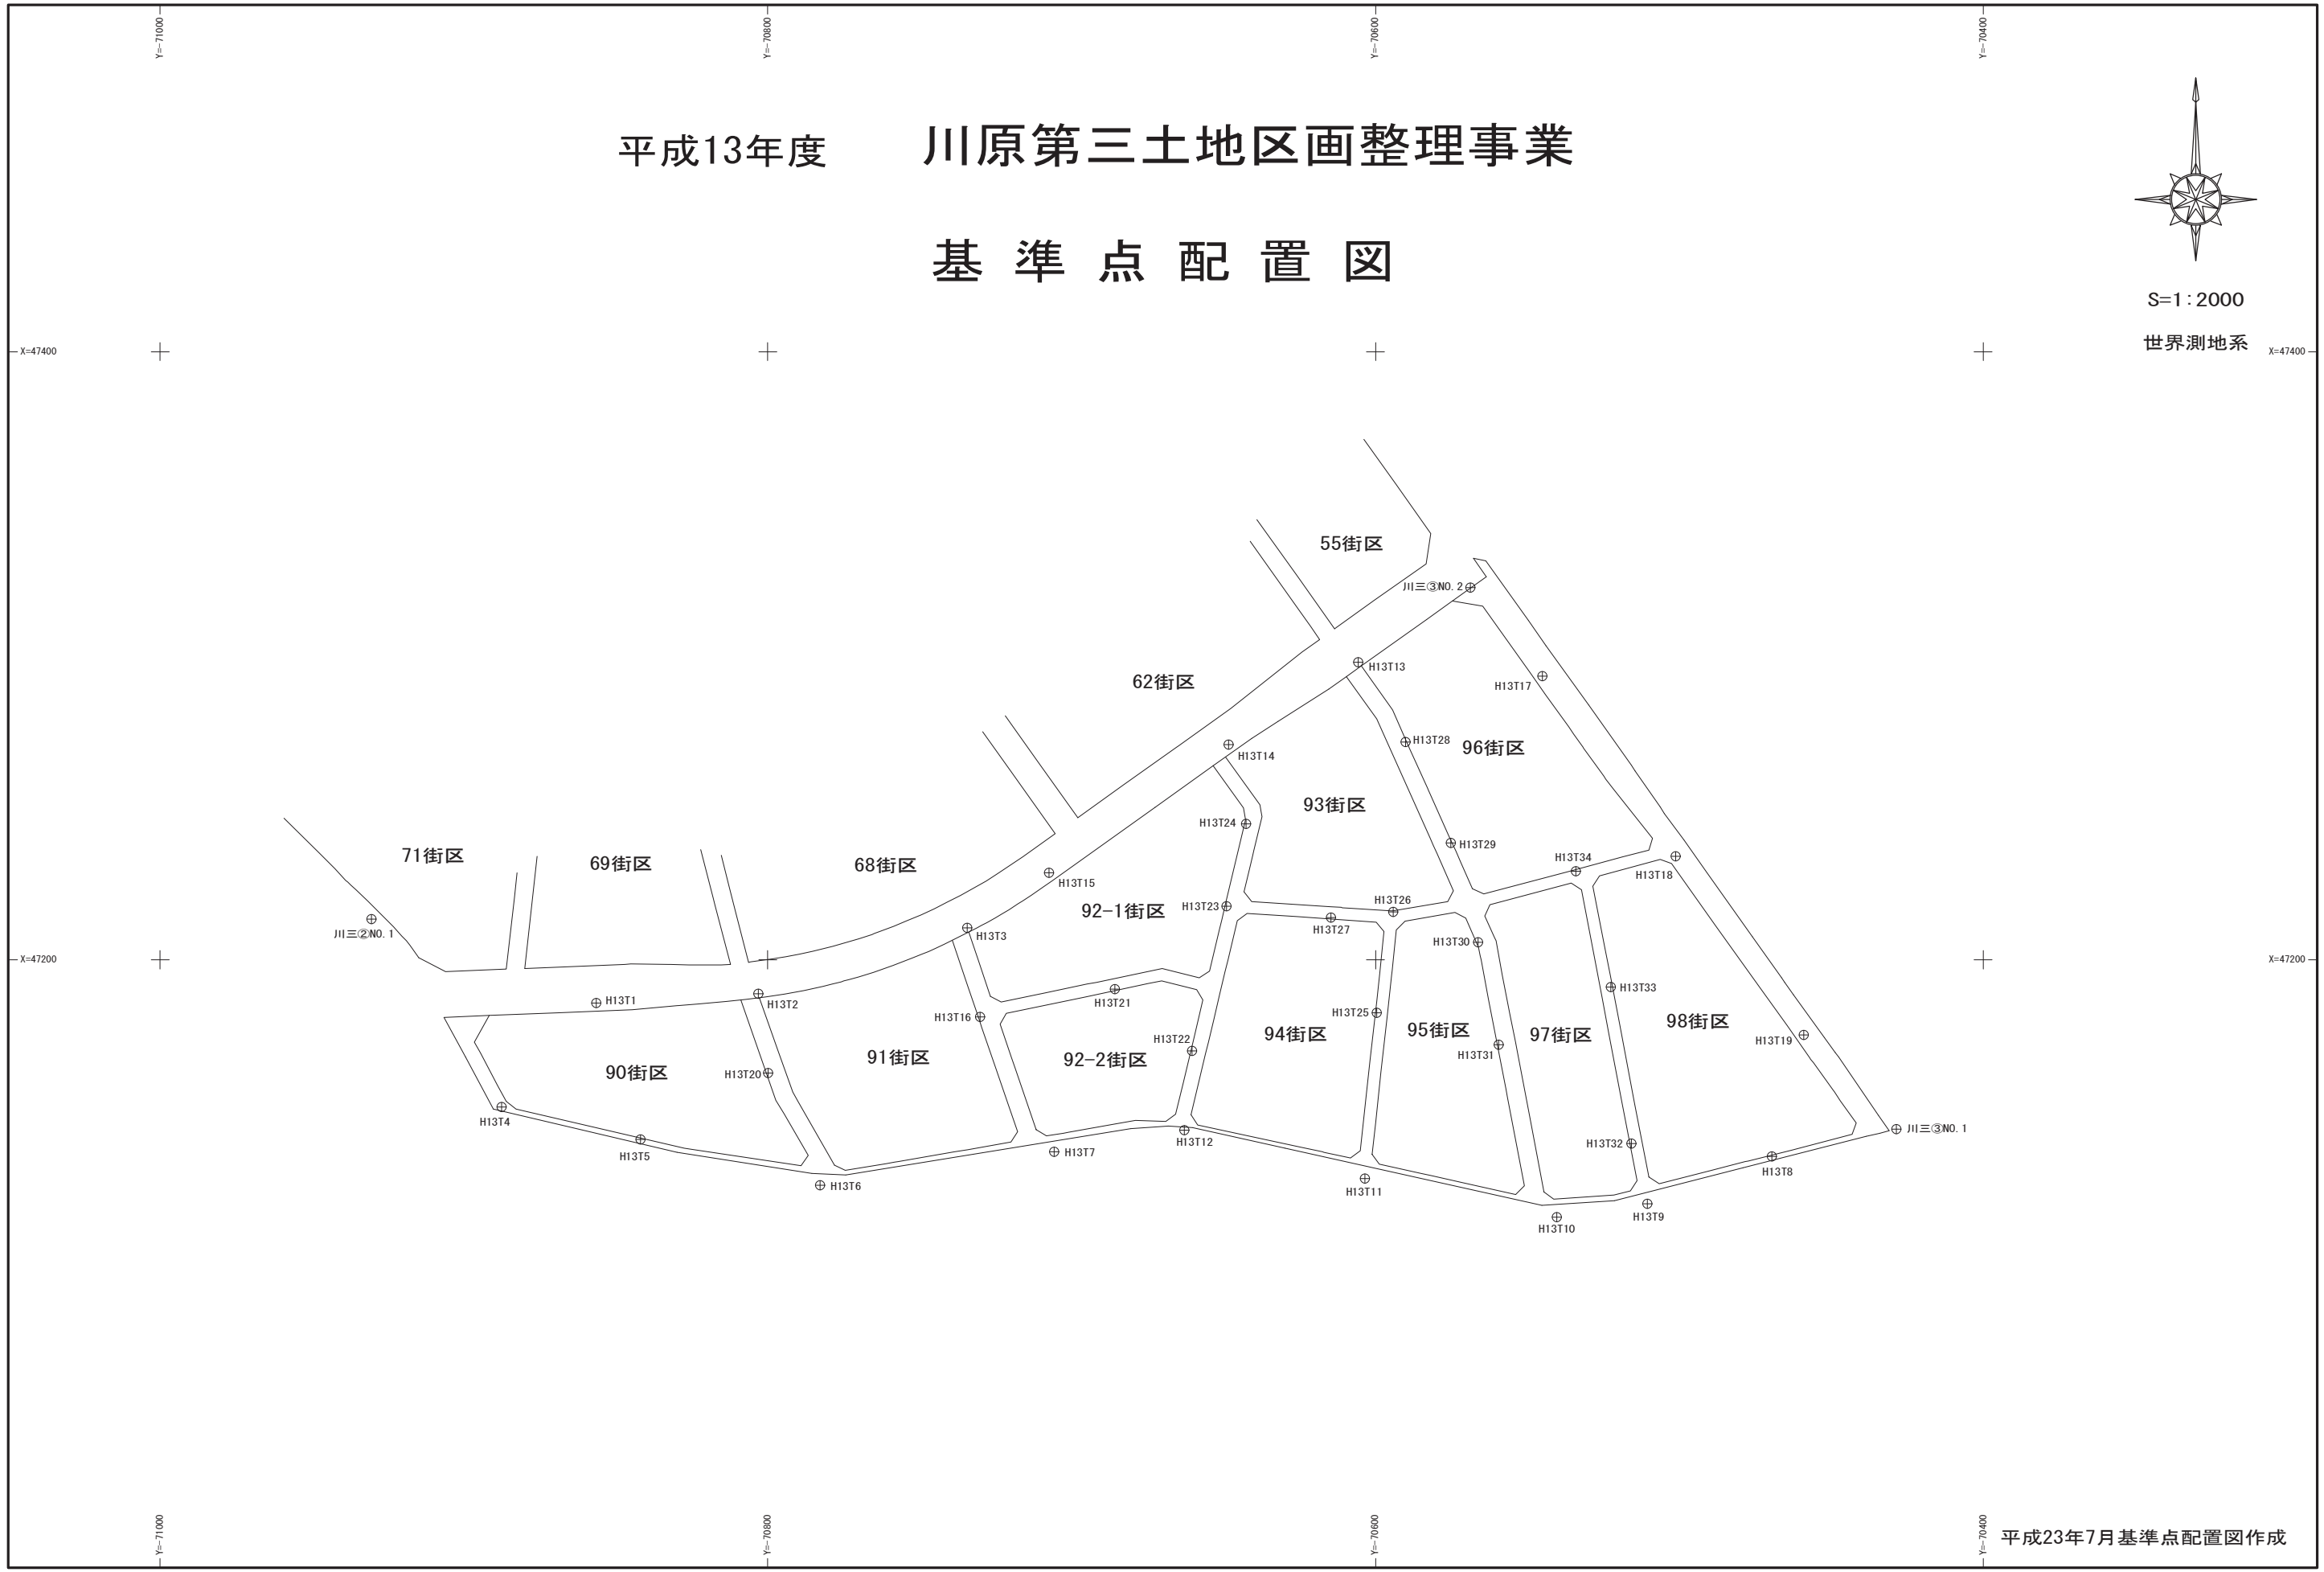 Y=-71000
Y=-70800
Y=-70600
Y=-70400
平成13年度 川原第三土地区画整理事業
基準点配置図
S=1:2000
世界測地系
X=47400
X=47400
55街区
川三③NO.2
H13T13
62街区
H13T17
H13T28
96街区
H13T14
93街区
H13T24
H13T29
71街区
69街区
68街区
H13T34
H13T18
H13T15
92-1街区
H13T23
H13T26
H13T27
川三②NO.1
H13T3
H13T30
X=47200
X=47200
H13T1
H13T2
H13T21
H13T33
H13T16
H13T25
94街区
95街区
97街区
98街区
H13T22
H13T19
91街区
92-2街区
H13T31
90街区
H13T20
H13T4
H13T12
H13T32
川三③NO.1
H13T5
H13T7
H13T8
H13T6
H13T11
H13T9
H13T10
Y=-71000
Y=-70800
Y=-70600
Y=-70400
平成23年7月基準点配置図作成